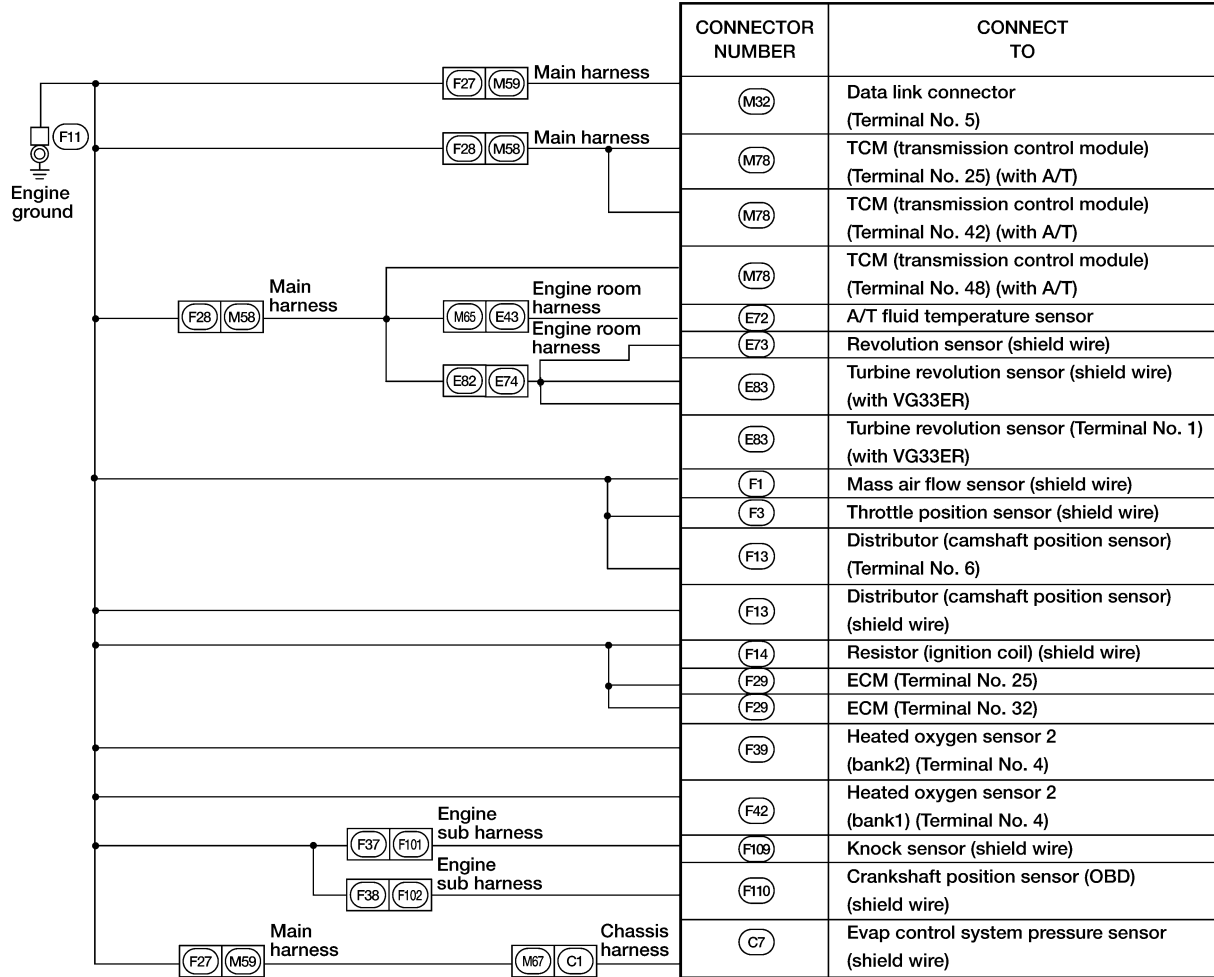 CONNECTOR
NUMBER
CONNECT
TO
F27 M59 Main harness
M32
Data link connector
(Terminal No. 5)
F11
Engine
ground
F28 M58 Main harness
M78
TCM (transmission control module)
(Terminal No. 25) (with A/T)
M78
TCM (transmission control module)
(Terminal No. 42) (with A/T)
M78
TCM (transmission control module)
(Terminal No. 48) (with A/T)
F28 M58
Main
harness
M65 E43
Engine room
harness
E72
A/T fluid temperature sensor
E82 E74
Engine room
harness
E73
Revolution sensor (shield wire)
E83
Turbine revolution sensor (shield wire)
(with VG33ER)
E83
Turbine revolution sensor (Terminal No. 1)
(with VG33ER)
F1
Mass air flow sensor (shield wire)
F3
Throttle position sensor (shield wire)
F13
Distributor (camshaft position sensor)
(Terminal No. 6)
F13
Distributor (camshaft position sensor)
(shield wire)
F14
Resistor (ignition coil) (shield wire)
F29
ECM (Terminal No. 25)
F29
ECM (Terminal No. 32)
F39
Heated oxygen sensor 2
(bank2) (Terminal No. 4)
F42
Heated oxygen sensor 2
(bank1) (Terminal No. 4)
F37 F101
Engine
sub harness
F109
Knock sensor (shield wire)
F38 F102
Engine
sub harness
F110
Crankshaft position sensor (OBD)
(shield wire)
F27 M59
Main
harness
M67 C1
Chassis
harness
C7
Evap control system pressure sensor
(shield wire)